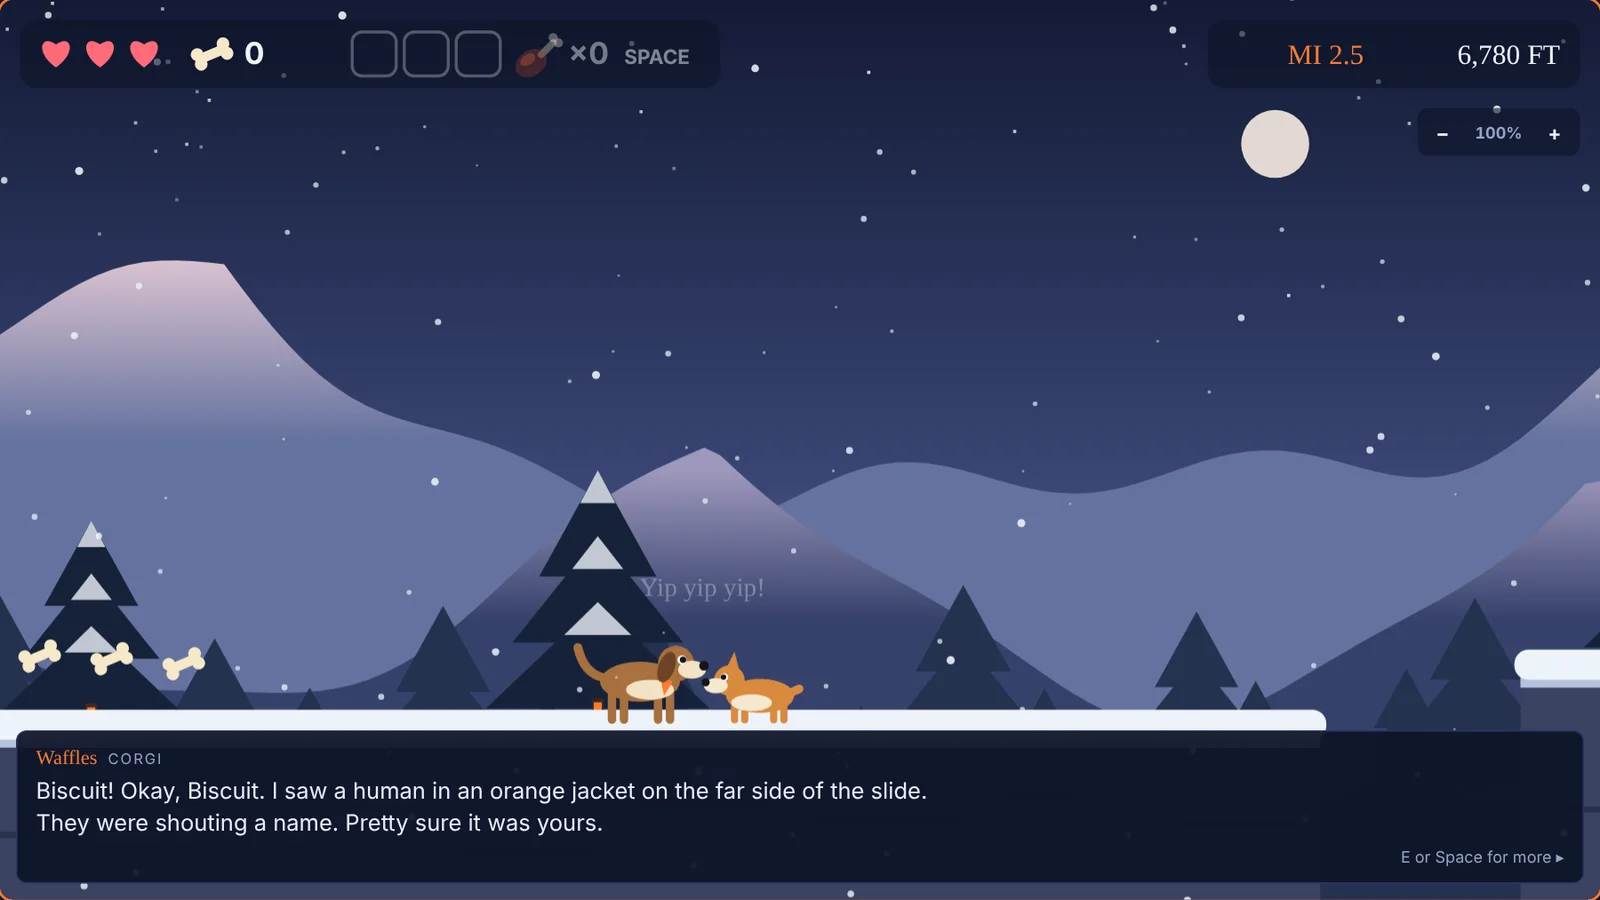 0
×0 SPACE
MI 2.5
6,780 FT
− 100% +
Yip yip yip!
Waffles CORGI
Biscuit! Okay, Biscuit. I saw a human in an orange jacket on the far side of the slide.
They were shouting a name. Pretty sure it was yours.
E or Space for more ▸